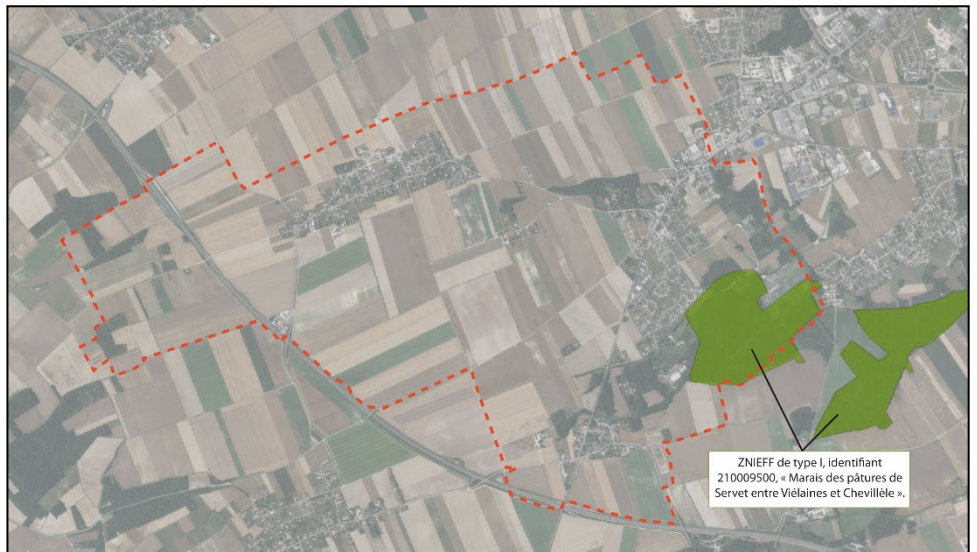 ZNIEFF de type I, identifiant
210009500, « Marais des pâtures de
Servet entre Viélaines et Chevillèle ».